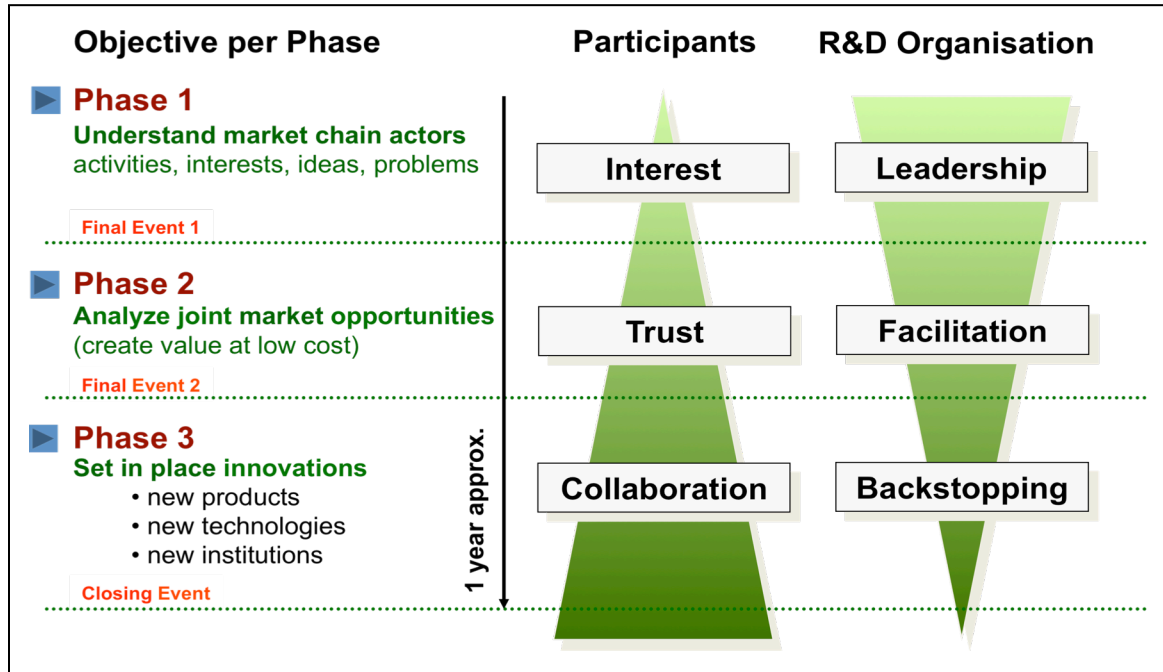 Objective per Phase
Participants
R&D Organisation
Phase 1
Understand market chain actors
activities, interests, ideas, problems
Interest
Leadership
Final Event 1
Phase 2
Analyze joint market opportunities
(create value at low cost)
Trust
Facilitation
Final Event 2
Phase 3
Set in place innovations
• new products
• new technologies
• new institutions
Collaboration
Backstopping
1 year approx.
Closing Event